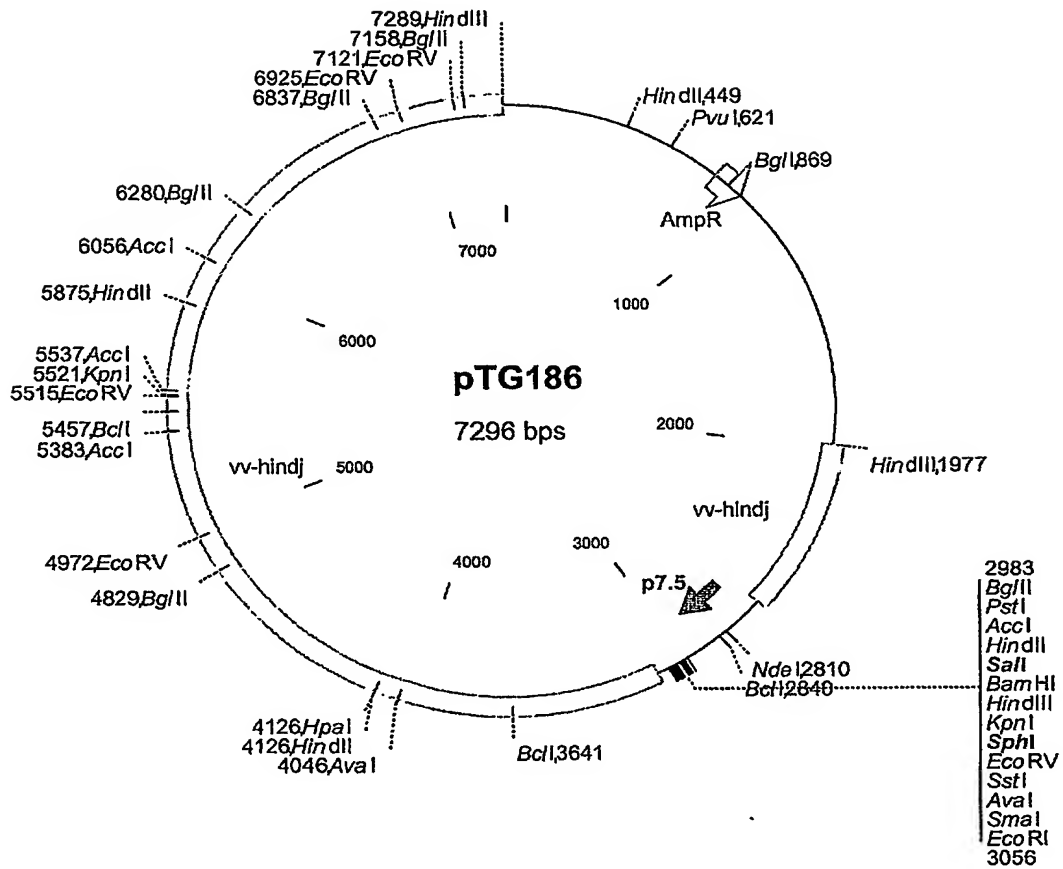 7289,HindIII
7158,BglII
7121,EcoRV
6925,EcoRV
6837,BglII
HindII,449
PvuI,621
BglI,869
AmpR
6280,BglII
6056,AccI
5875,HindII
5537,AccI
5521,KpnI
5515,EcoRV
5457,BclI
5383,AccI
7000
1000
6000
pTG186
7296 bps
2000
vv-hindj
5000
HindIII,1977
vv-hindj
4972,EcoRV
4829,BglII
4000
3000
p7.5
NdeI,2810
BclI,2840
4126,HpaI
4126,HindII
4046,AvaI
BclI,3641
2983
BglII
PstI
AccI
HindII
SalI
BamHI
HindIII
KpnI
SphI
EcoRV
SstI
AvaI
SmaI
EcoRI
3056